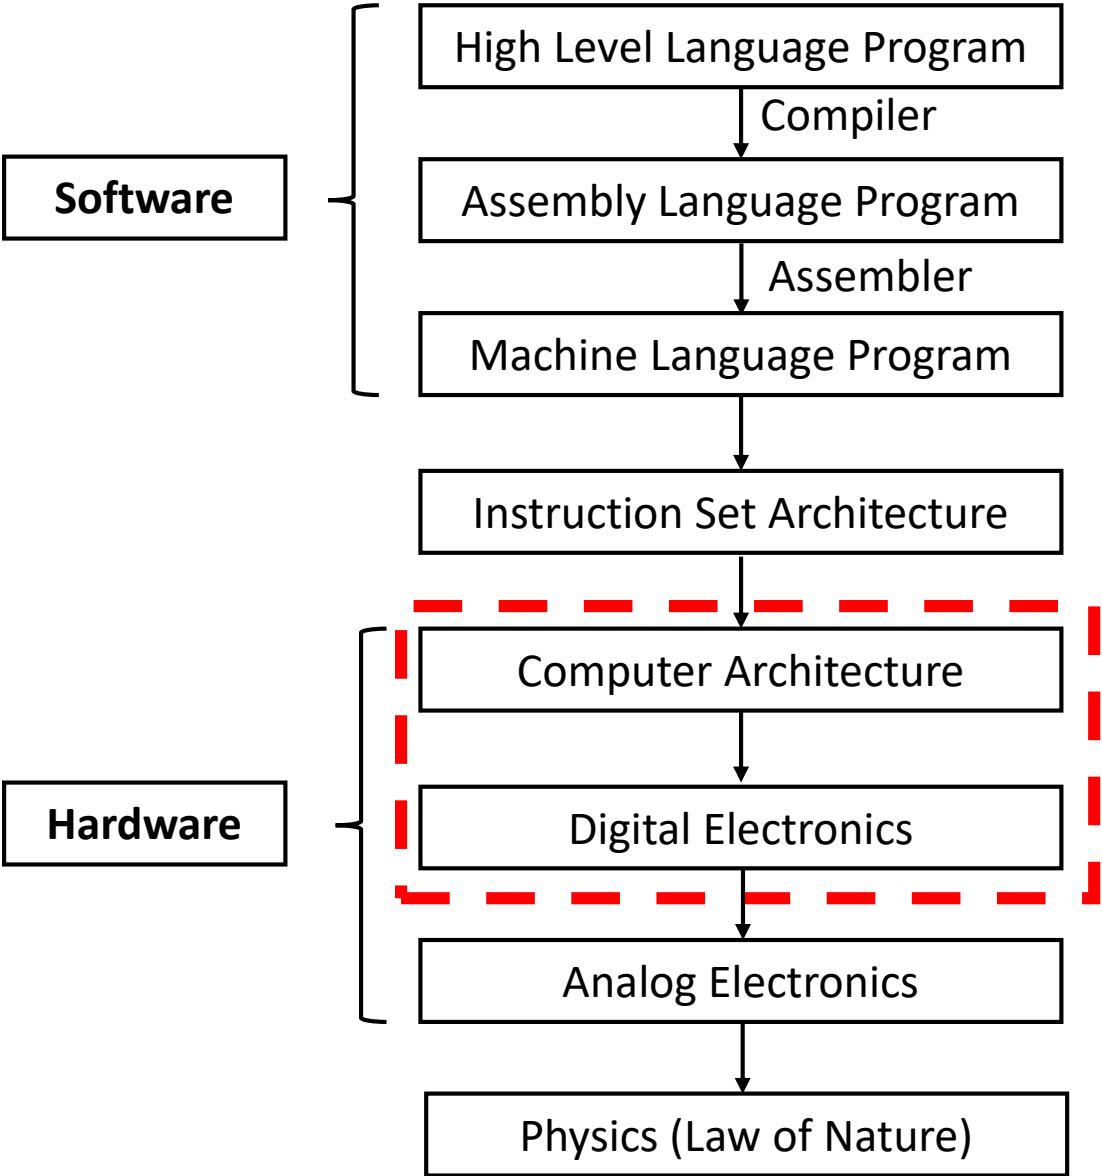 High Level Language Program
Compiler
Software
Assembly Language Program
Assembler
Machine Language Program
Instruction Set Architecture
Computer Architecture
Hardware
Digital Electronics
Analog Electronics
Physics (Law of Nature)